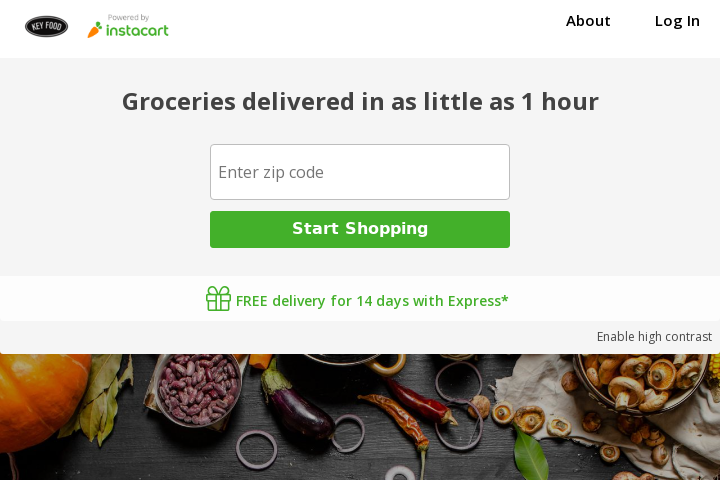 KEY FOOD
Powered by
instacart
About
Log In
Groceries delivered in as little as 1 hour
Enter zip code
Start Shopping
FREE delivery for 14 days with Express*
Enable high contrast